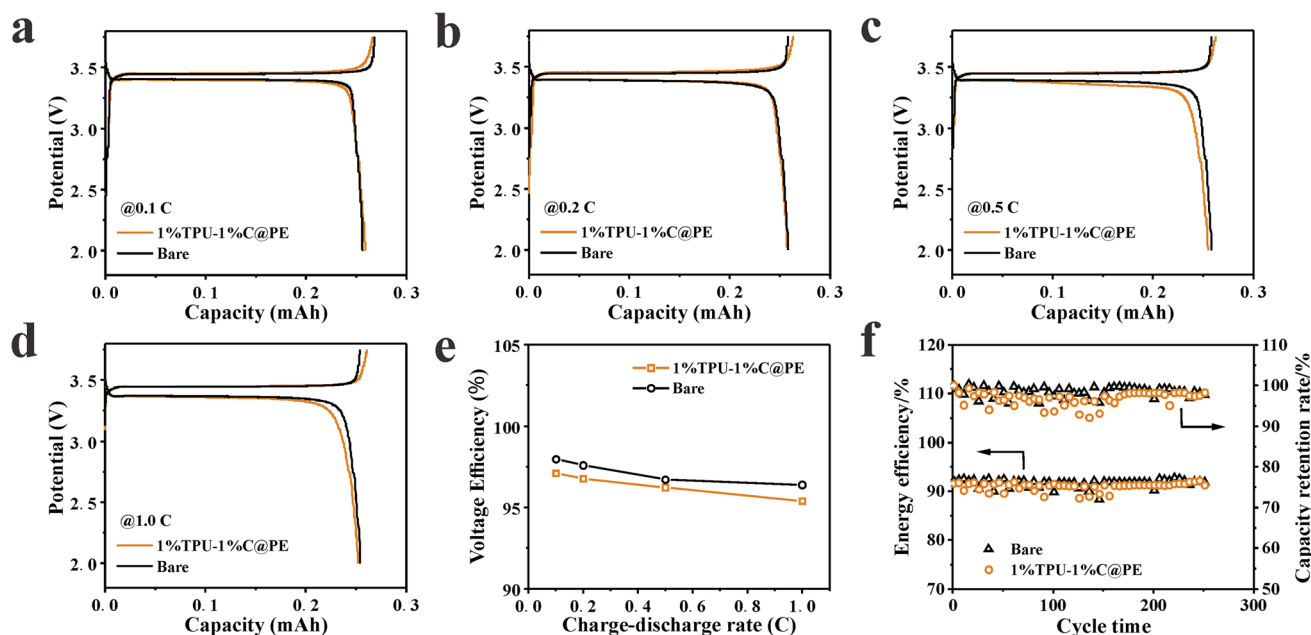 a
Potential (V)
3.5
3.0
2.5
2.0
@0.1 C
1%TPU-1%C@PE
Bare
0.0 0.1 0.2 0.3
Capacity (mAh)
b
Potential (V)
3.5
3.0
2.5
2.0
@0.2 C
1%TPU-1%C@PE
Bare
0.0 0.1 0.2 0.3
Capacity (mAh)
c
Potential (V)
3.5
3.0
2.5
2.0
@0.5 C
1%TPU-1%C@PE
Bare
0.0 0.1 0.2 0.3
Capacity (mAh)
d
Potential (V)
3.5
3.0
2.5
2.0
@1.0 C
1%TPU-1%C@PE
Bare
0.0 0.1 0.2 0.3
Capacity (mAh)
e
Voltage Efficiency (%)
105
100
95
90
1%TPU-1%C@PE
Bare
0.0 0.2 0.4 0.6 0.8 1.0
Charge-discharge rate (C)
f
Energy efficiency/%
120
110
100
90
80
70
Bare
1%TPU-1%C@PE
0 100 200 300
Cycle time
110
100
90
80
70
60
50
Capacity retention rate/%